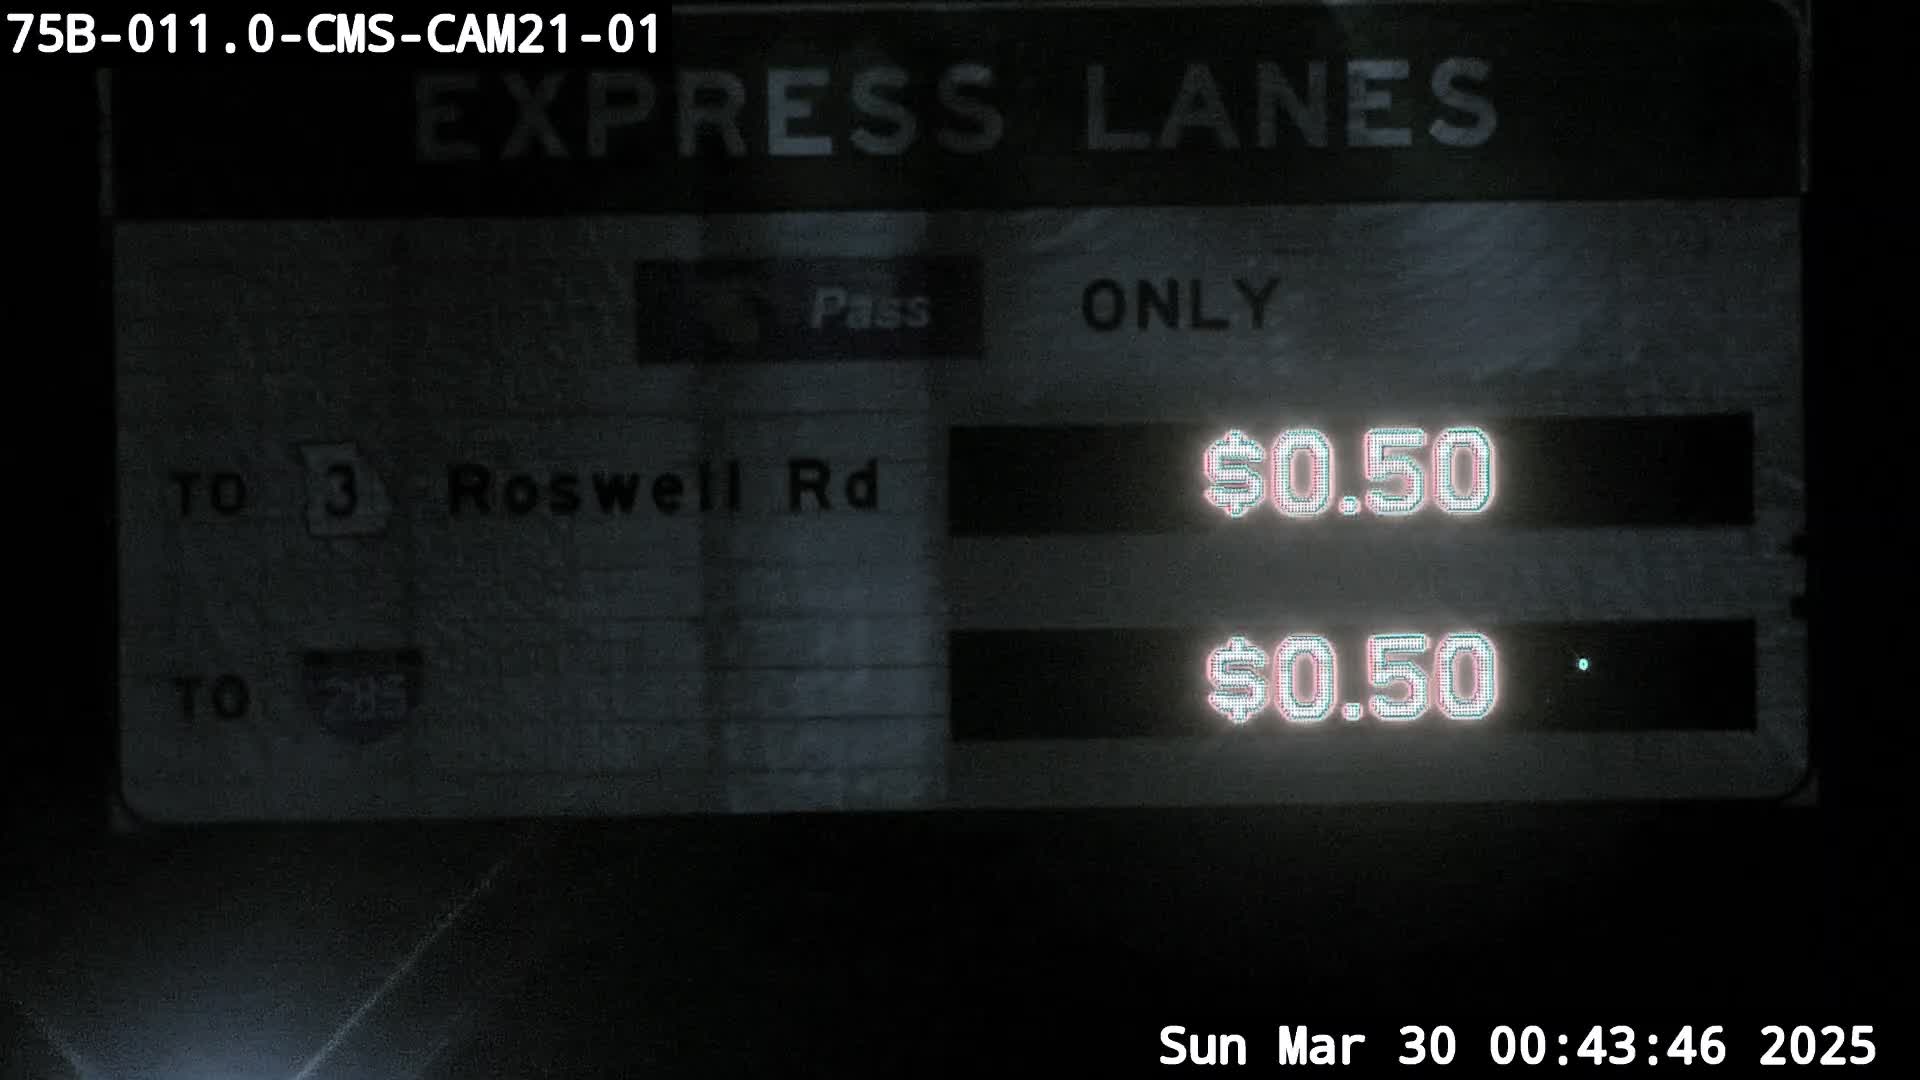 75B-011.0-CMS-CAM21-01
EXPRESS LANES
Pass ONLY
TO 3 Roswell Rd $0.50
TO 285 $0.50
Sun Mar 30 00:43:46 2025